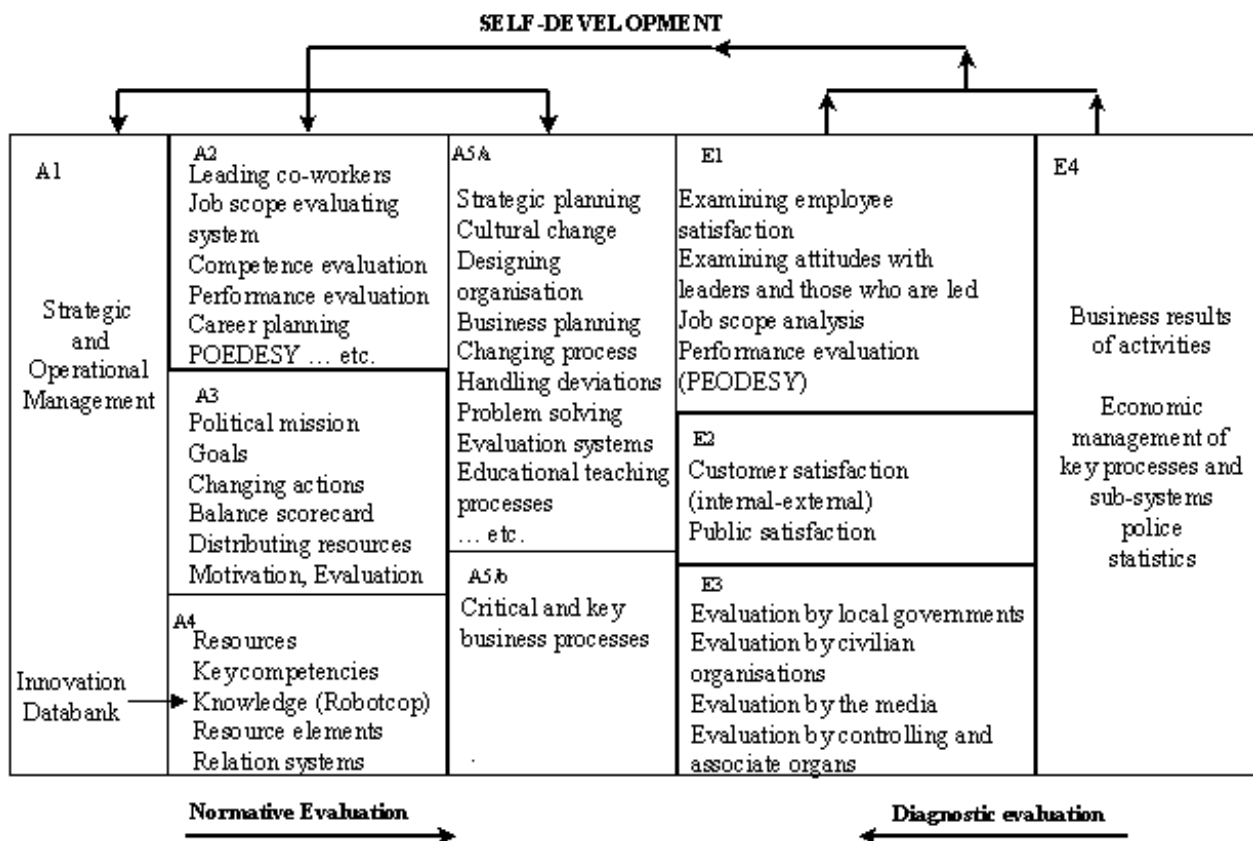 SELF-DEVELOPMENT
A1
Strategic
and
Operational
Management
Innovation
Databank
A2
Leading co-workers
Job scope evaluating
system
Competence evaluation
Performance evaluation
Career planning
POEDESY ... etc.
A3
Political mission
Goals
Changing actions
Balance scorecard
Distributing resources
Motivation, Evaluation
A4
Resources
Keycompetencies
Knowledge (Robotcop)
Resource elements
Relation systems
A5/A
Strategic planning
Cultural change
Designing
organisation
Business planning
Changing process
Handling deviations
Problem solving
Evaluation systems
Educational teaching
processes
... etc.
A5/b
Critical and key
business processes
.
E1
Examining employee
satisfaction
Examining attitudes with
leaders and those who are led
Job scope analysis
Performance evaluation
(PEODESY)
E2
Customer satisfaction
(internal-external)
Public satisfaction
E3
Evaluation by local governments
Evaluation by civilian
organisations
Evaluation by the media
Evaluation by controlling and
associate organs
E4
Business results
of activities
Economic
management of
key processes and
sub-systems
police
statistics
Normative Evaluation
Diagnostic evaluation